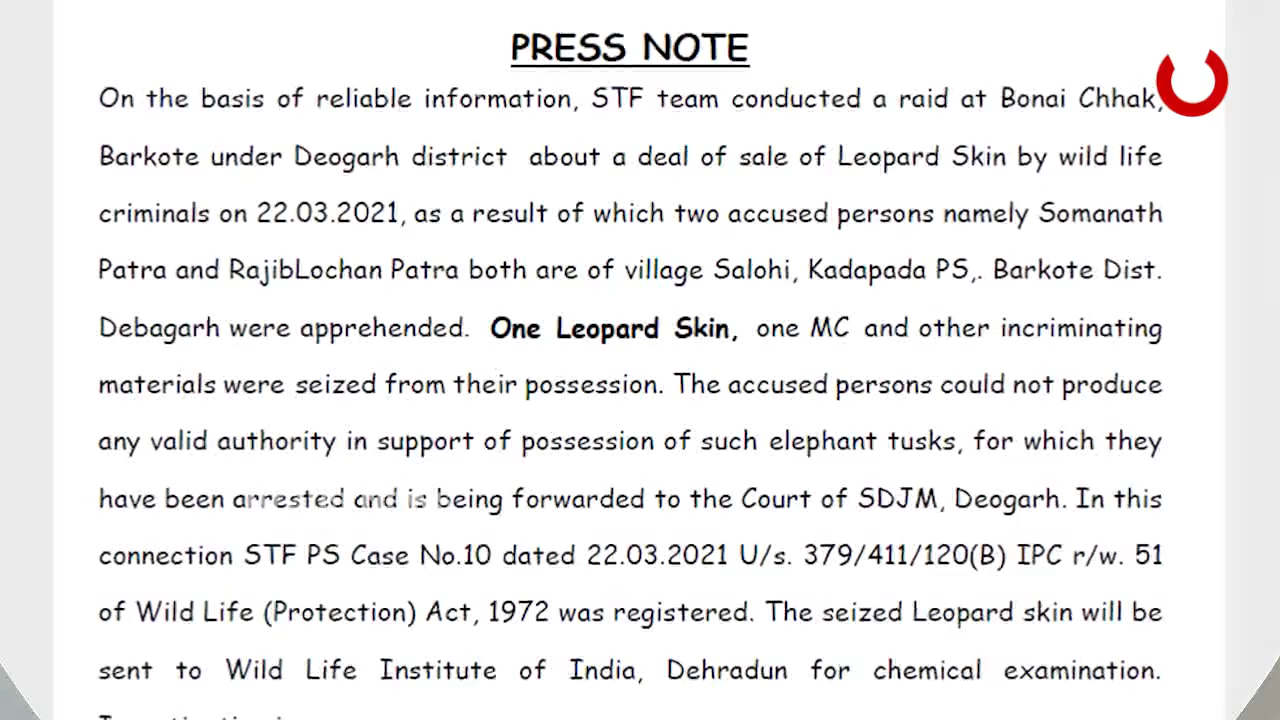 PRESS NOTE
On the basis of reliable information, STF team conducted a raid at Bonai Chhak,
Barkote under Deogarh district about a deal of sale of Leopard Skin by wild life
criminals on 22.03.2021, as a result of which two accused persons namely Somanath
Patra and RajibLochan Patra both are of village Salohi, Kadapada PS,. Barkote Dist.
Debagarh were apprehended. One Leopard Skin, one MC and other incriminating
materials were seized from their possession. The accused persons could not produce
any valid authority in support of possession of such elephant tusks, for which they
have been arrested and is being forwarded to the Court of SDJM, Deogarh. In this
connection STF PS Case No.10 dated 22.03.2021 U/s. 379/411/120(B) IPC r/w. 51
of Wild Life (Protection) Act, 1972 was registered. The seized Leopard skin will be
sent to Wild Life Institute of India, Dehradun for chemical examination.